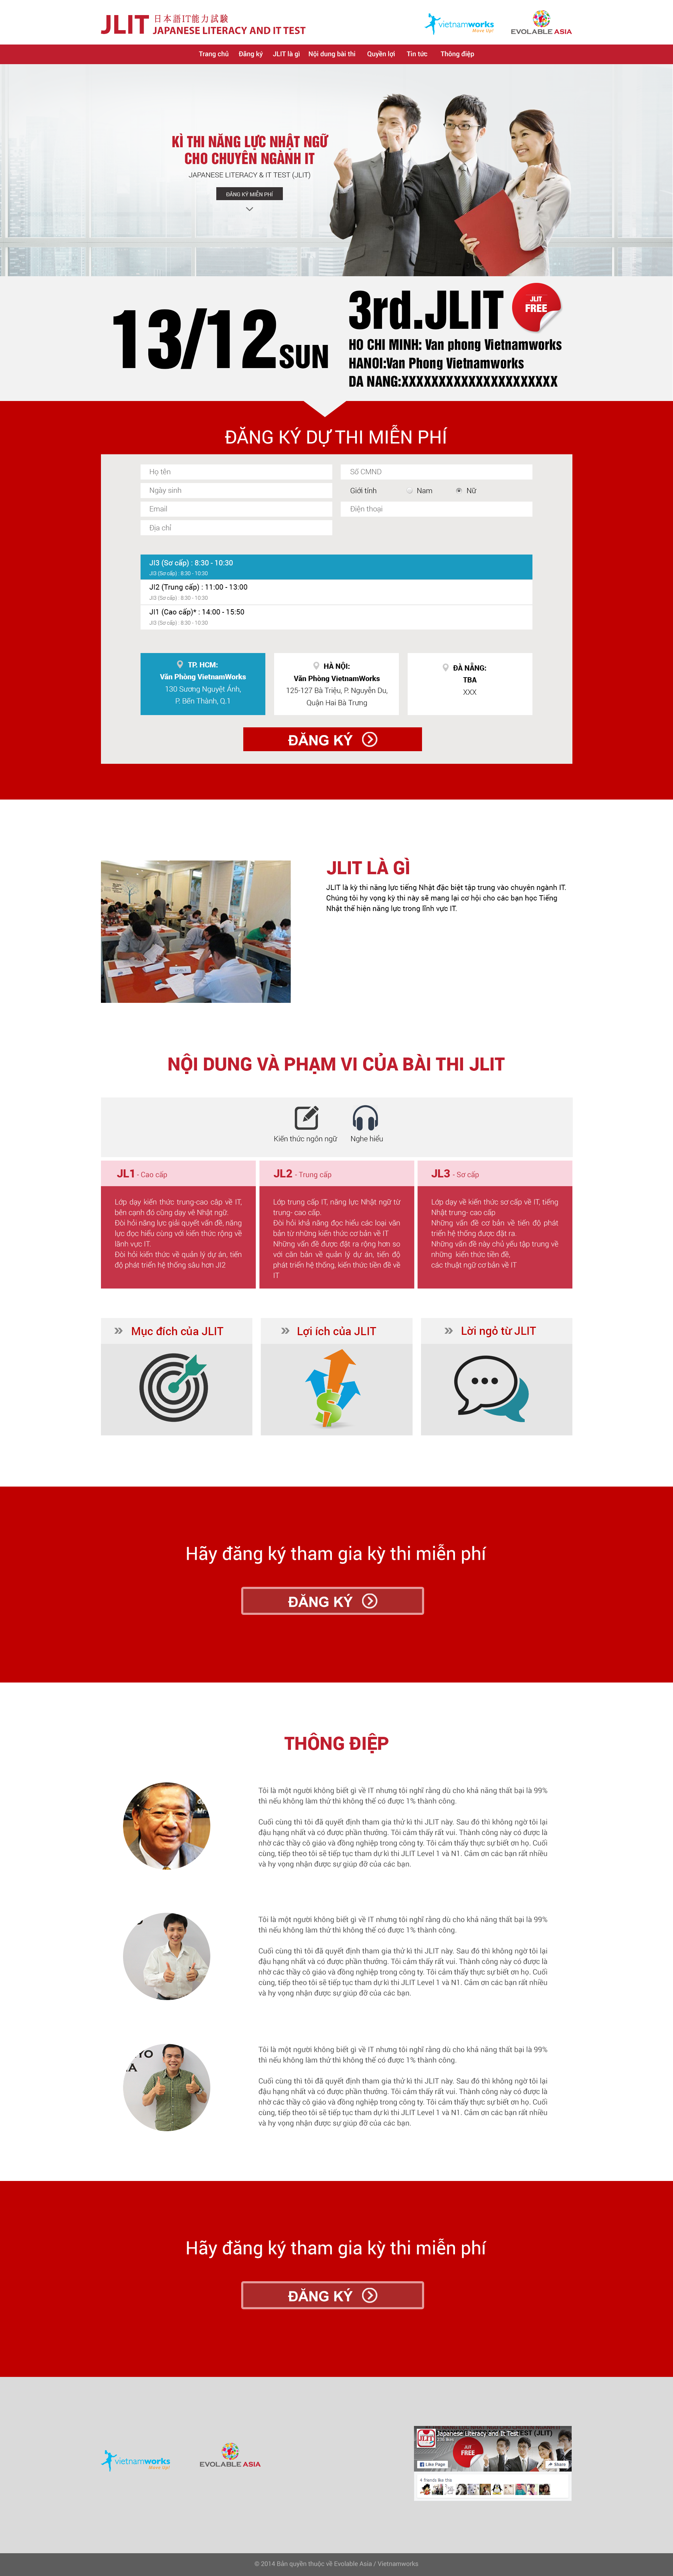 JLIT 日本語IT能力試験
JAPANESE LITERACY AND IT TEST
vietnamworks
Move Up!
EVOLABLE ASIA
Trang chủ Đăng ký JLIT là gì Nội dung bài thi Quyền lợi Tin tức Thông điệp
KÌ THI NĂNG LỰC NHẬT NGỮ
CHO CHUYÊN NGÀNH IT
JAPANESE LITERACY & IT TEST (JLIT)
ĐĂNG KÝ MIỄN PHÍ
13/12 SUN
3rd.JLIT
JLIT
FREE
HO CHI MINH: Van phong Vietnamworks
HANOI:Van Phong Vietnamworks
DA NANG:XXXXXXXXXXXXXXXXXXXXX
ĐĂNG KÝ DỰ THI MIỄN PHÍ
Họ tên
Số CMND
Ngày sinh
Giới tính Nam Nữ
Email
Điện thoại
Địa chỉ
JI3 (Sơ cấp) : 8:30 - 10:30
JI3 (Sơ cấp) : 8:30 - 10:30
JI2 (Trung cấp) : 11:00 - 13:00
JI3 (Sơ cấp) : 8:30 - 10:30
JI1 (Cao cấp)* : 14:00 - 15:50
JI3 (Sơ cấp) : 8:30 - 10:30
TP. HCM:
Văn Phòng VietnamWorks
130 Sương Nguyệt Ánh,
P. Bến Thành, Q.1
HÀ NỘI:
Văn Phòng VietnamWorks
125-127 Bà Triệu, P. Nguyễn Du,
Quận Hai Bà Trưng
ĐÀ NẴNG:
TBA
XXX
ĐĂNG KÝ
JLIT LÀ GÌ
JLIT là kỳ thi năng lực tiếng Nhật đặc biệt tập trung vào chuyên ngành IT.
Chúng tôi hy vọng kỳ thi này sẽ mang lại cơ hội cho các bạn học Tiếng
Nhật thể hiện năng lực trong lĩnh vực IT.
NỘI DUNG VÀ PHẠM VI CỦA BÀI THI JLIT
Kiến thức ngôn ngữ
Nghe hiểu
JL1 - Cao cấp
Lớp dạy kiến thức trung-cao cấp về IT,
bên cạnh đó cũng dạy vê Nhật ngữ.
Đòi hỏi năng lực giải quyết vấn đề, năng
lực đọc hiểu cùng với kiến thức rộng về
lãnh vực IT.
Đòi hỏi kiến thức về quản lý dự án, tiến
độ phát triển hệ thống sâu hơn JI2
JL2 - Trung cấp
Lớp trung cấp IT, năng lực Nhật ngữ từ
trung- cao cấp.
Đòi hỏi khả năng đọc hiểu các loại văn
bản từ những kiến thức cơ bản về IT
Những vấn đề được đặt ra rộng hơn so
với căn bản về quản lý dự án, tiến độ
phát triển hệ thống, kiến thức tiền đề về
IT
JL3 - Sơ cấp
Lớp dạy về kiến thức sơ cấp về IT, tiếng
Nhật trung- cao cấp
Những vấn đề cơ bản về tiến độ phát
triển hệ thống được đặt ra.
Những vấn đề này chủ yếu tập trung về
những kiến thức tiền đề,
các thuật ngữ cơ bản về IT
Mục đích của JLIT
Lợi ích của JLIT
Lời ngỏ từ JLIT
Hãy đăng ký tham gia kỳ thi miễn phí
ĐĂNG KÝ
THÔNG ĐIỆP
Mr.
Tôi là một người không biết gì về IT nhưng tôi nghĩ rằng dù cho khả năng thất bại là 99%
thì nếu không làm thử thì không thể có được 1% thành công.
Cuối cùng thì tôi đã quyết định tham gia thử kì thi JLIT này. Sau đó thì không ngờ tôi lại
đậu hạng nhất và có được phần thưởng. Tôi cảm thấy rất vui. Thành công này có được là
nhờ các thầy cô giáo và đồng nghiệp trong công ty. Tôi cảm thấy thực sự biết ơn họ. Cuối
cùng, tiếp theo tôi sẽ tiếp tục tham dự kì thi JLIT Level 1 và N1. Cảm ơn các bạn rất nhiều
và hy vọng nhận được sự giúp đỡ của các bạn.
Tôi là một người không biết gì về IT nhưng tôi nghĩ rằng dù cho khả năng thất bại là 99%
thì nếu không làm thử thì không thể có được 1% thành công.
Cuối cùng thì tôi đã quyết định tham gia thử kì thi JLIT này. Sau đó thì không ngờ tôi lại
đậu hạng nhất và có được phần thưởng. Tôi cảm thấy rất vui. Thành công này có được là
nhờ các thầy cô giáo và đồng nghiệp trong công ty. Tôi cảm thấy thực sự biết ơn họ. Cuối
cùng, tiếp theo tôi sẽ tiếp tục tham dự kì thi JLIT Level 1 và N1. Cảm ơn các bạn rất nhiều
và hy vọng nhận được sự giúp đỡ của các bạn.
YO
A
Tôi là một người không biết gì về IT nhưng tôi nghĩ rằng dù cho khả năng thất bại là 99%
thì nếu không làm thử thì không thể có được 1% thành công.
Cuối cùng thì tôi đã quyết định tham gia thử kì thi JLIT này. Sau đó thì không ngờ tôi lại
đậu hạng nhất và có được phần thưởng. Tôi cảm thấy rất vui. Thành công này có được là
nhờ các thầy cô giáo và đồng nghiệp trong công ty. Tôi cảm thấy thực sự biết ơn họ. Cuối
cùng, tiếp theo tôi sẽ tiếp tục tham dự kì thi JLIT Level 1 và N1. Cảm ơn các bạn rất nhiều
và hy vọng nhận được sự giúp đỡ của các bạn.
Hãy đăng ký tham gia kỳ thi miễn phí
ĐĂNG KÝ
vietnamworks
Move Up!
EVOLABLE ASIA
JLIT
Japanese Literacy and It Test
JLIT
FREE
Like Page
Share
4 friends like this
© 2014 Bản quyền thuộc về Evolable Asia / Vietnamworks